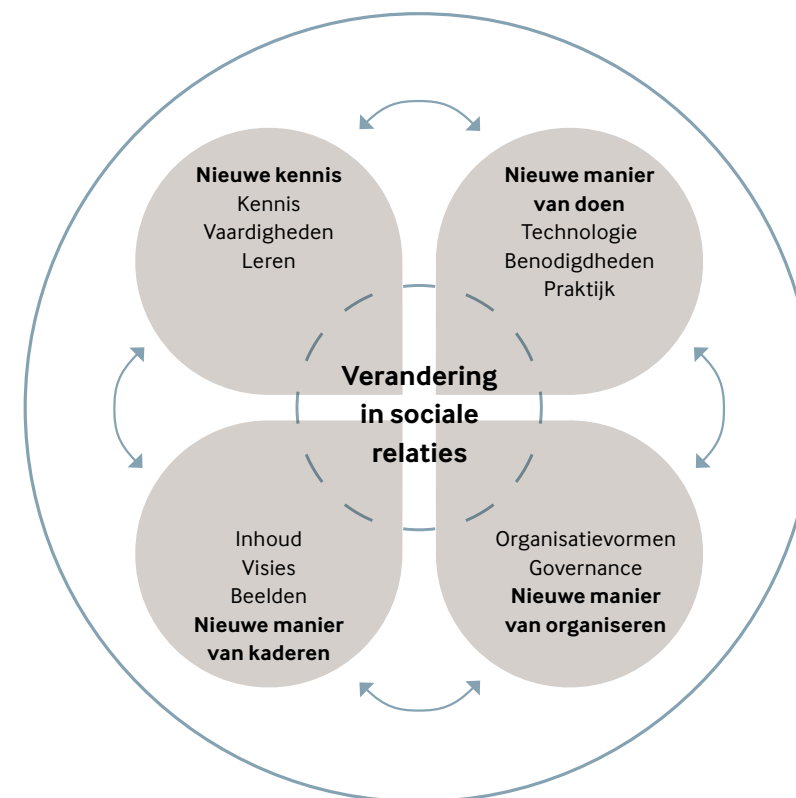 Nieuwe kennis
Kennis
Vaardigheden
Leren
Nieuwe manier
van doen
Technologie
Benodigdheden
Praktijk
Verandering
in sociale
relaties
Inhoud
Visies
Beelden
Nieuwe manier
van kaderen
Organisatievormen
Governance
Nieuwe manier
van organiseren